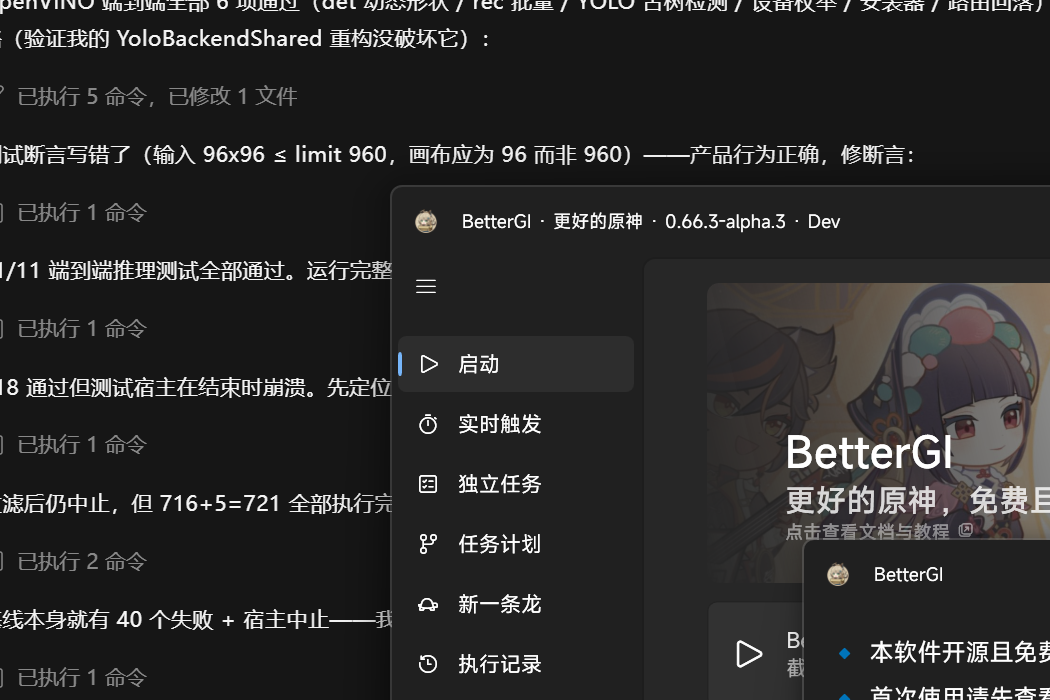 penVINO 端到端全部 6 项通过（det 动态形状 / rec 批量 / YOLO 古树检测 / 设备枚举 / 安装器 / 路由回落）
（验证我的 YoloBackendShared 重构没破坏它）：
已执行 5 命令，已修改 1 文件
试断言写错了（输入 96x96 ≤ limit 960，画布应为 96 而非 960）——产品行为正确，修断言：
已执行 1 命令
1/11 端到端推理测试全部通过。运行完整
已执行 1 命令
18 通过但测试宿主在结束时崩溃。先定位
已执行 1 命令
滤后仍中止，但 716+5=721 全部执行完
已执行 2 命令
线本身就有 40 个失败 + 宿主中止——我
已执行 1 命令
BetterGI · 更好的原神 · 0.66.3-alpha.3 · Dev
启动
实时触发
独立任务
任务计划
新一条龙
执行记录
BetterGI
更好的原神，免费且
点击查看文档与教程
Be
截
BetterGI
本软件开源且免费
首次使用请先查看